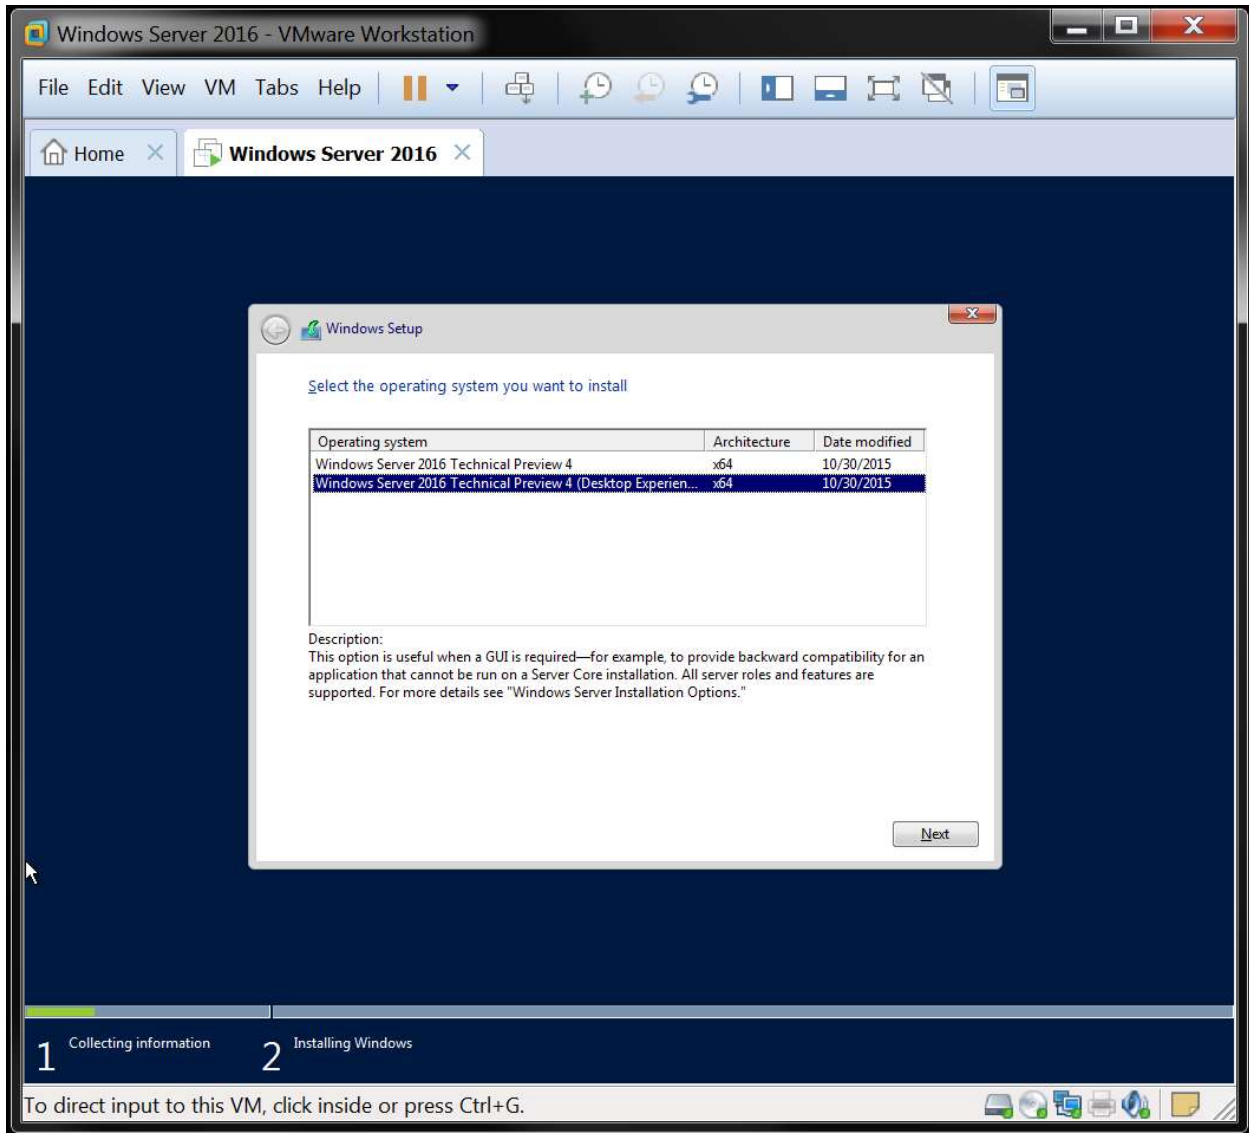 Windows Server 2016 - VMware Workstation
File Edit View VM Tabs Help
Home Windows Server 2016
Windows Setup
Select the operating system you want to install
Operating system Architecture Date modified
Windows Server 2016 Technical Preview 4 x64 10/30/2015
Windows Server 2016 Technical Preview 4 (Desktop Experien... x64 10/30/2015
Description:
This option is useful when a GUI is required—for example, to provide backward compatibility for an
application that cannot be run on a Server Core installation. All server roles and features are
supported. For more details see "Windows Server Installation Options."
Next
1 Collecting information 2 Installing Windows
To direct input to this VM, click inside or press Ctrl+G.